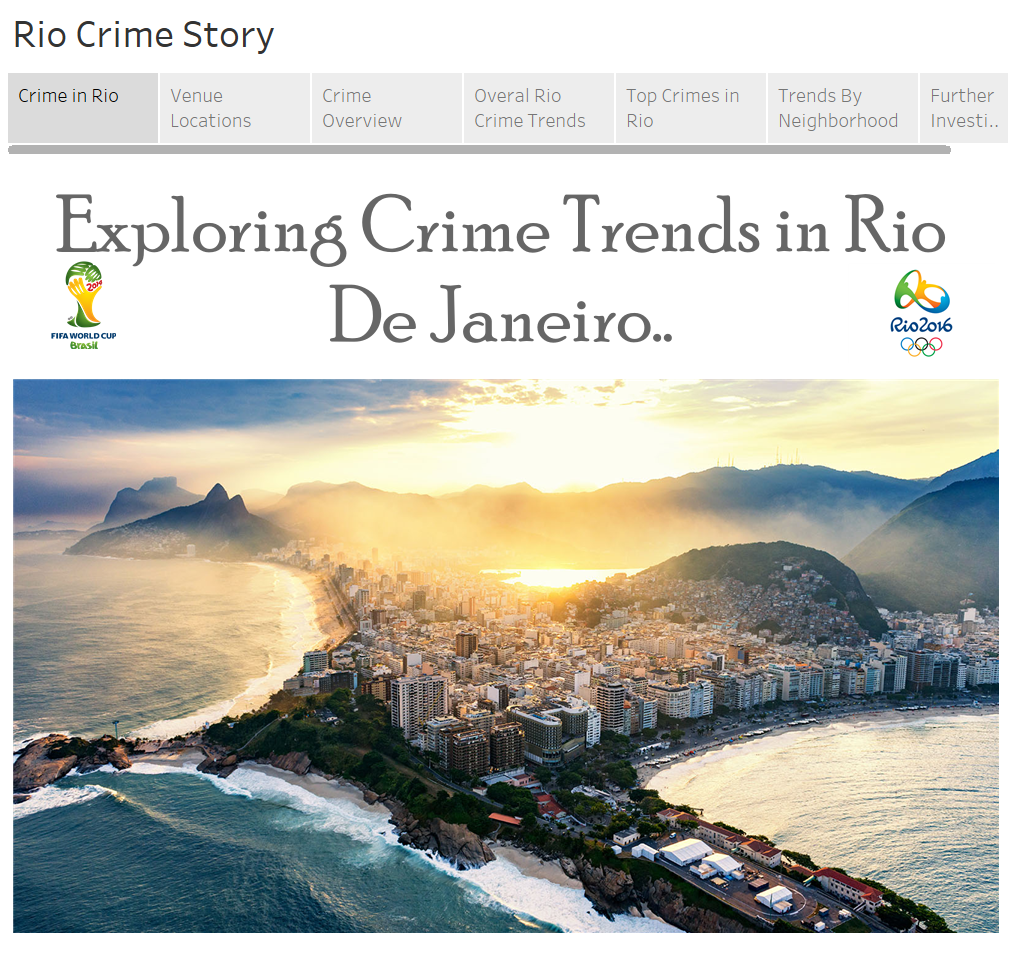 Rio Crime Story
Crime in Rio
Venue
Locations
Crime
Overview
Overal Rio
Crime Trends
Top Crimes in
Rio
Trends By
Neighborhood
Further
Investi..
Exploring Crime Trends in Rio
De Janeiro..
2014
FIFA WORLD CUP
Brasil
Rio2016